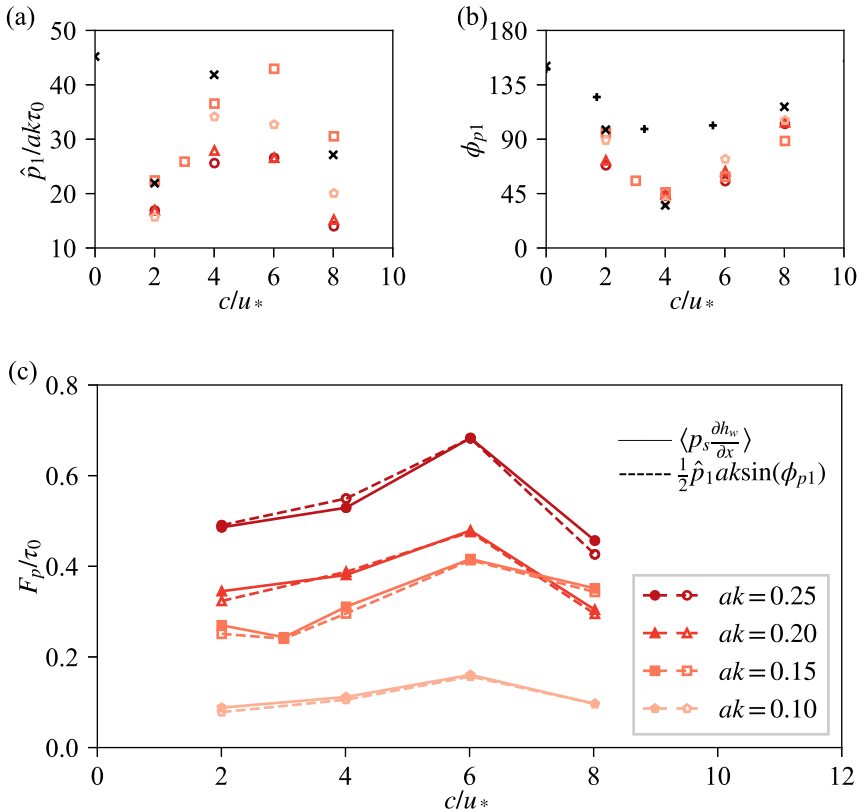 (a)
50
40
30
20
10
p̂₁/akτ₀
0 2 4 6 8 10
c/u*
(b)
180
135
90
45
0
ϕₚ₁
0 2 4 6 8 10
c/u*
(c)
0.8
0.6
0.4
0.2
0.0
Fₚ/τ₀
⟨pₛ ∂h_w/∂x⟩
1/2 p̂₁ak sin(ϕₚ₁)
ak = 0.25
ak = 0.20
ak = 0.15
ak = 0.10
0 2 4 6 8 10 12
c/u*